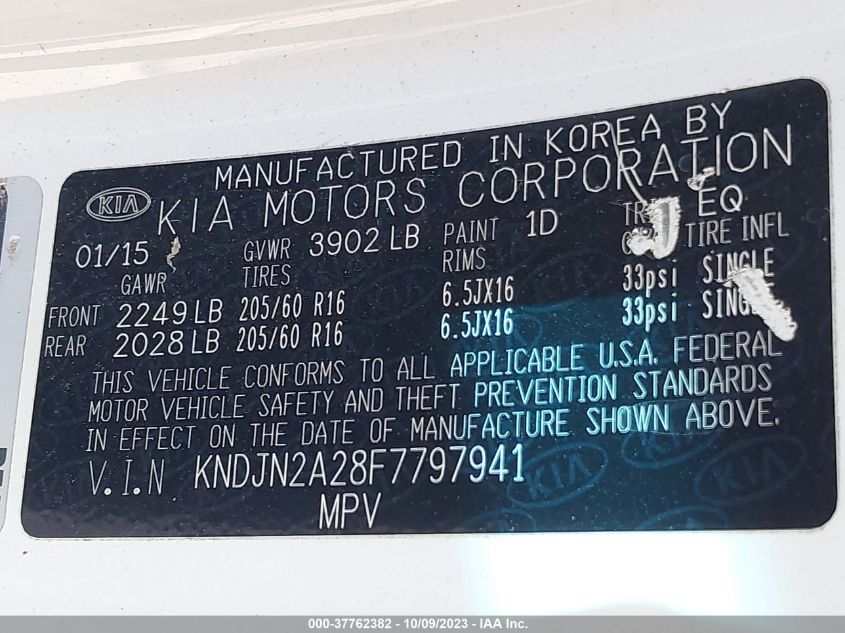 MANUFACTURED IN KOREA BY
KIA KIA MOTORS CORPORATION
01/15 GVWR 3902 LB PAINT 1D EQ
GAWR TIRES RIMS TIRE INFL
FRONT 2249 LB 205/60 R16 6.5JX16 33psi SINGLE
REAR 2028 LB 205/60 R16 6.5JX16 33psi
THIS VEHICLE CONFORMS TO ALL APPLICABLE U.S.A. FEDERAL
MOTOR VEHICLE SAFETY AND THEFT PREVENTION STANDARDS
IN EFFECT ON THE DATE OF MANUFACTURE SHOWN ABOVE.
V.I.N KNDJN2A28F7797941
MPV
000-37762382 - 10/09/2023 - IAA Inc.